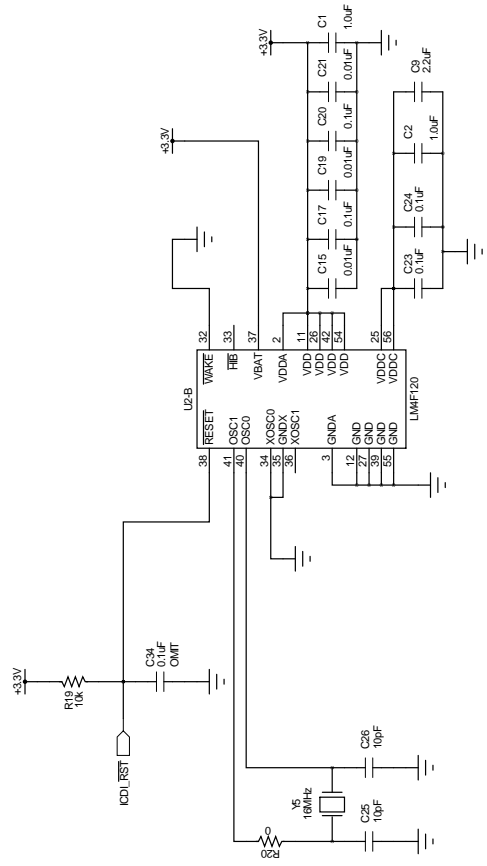 +3.3V
R19
10k
ICDI_RST
C34
0.1uF
OMIT
R20
0
Y5
16MHz
C25
10pF
C26
10pF
U2-B
38 RESET
41 OSC1
40 OSC0
34 XOSC0
35 GNDX
36 XOSC1
3 GNDA
12 GND
27 GND
39 GND
55 GND
WAKE 32
HIB 33
VBAT 37
VDDA 2
VDD 11
VDD 26
VDD 42
VDD 54
VDDC 25
VDDC 56
LM4F120
+3.3V
+3.3V
C15
0.01uF
C17
0.1uF
C19
0.01uF
C20
0.1uF
C21
0.01uF
C1
1.0uF
C23
0.1uF
C24
0.1uF
C2
1.0uF
C9
2.2uF